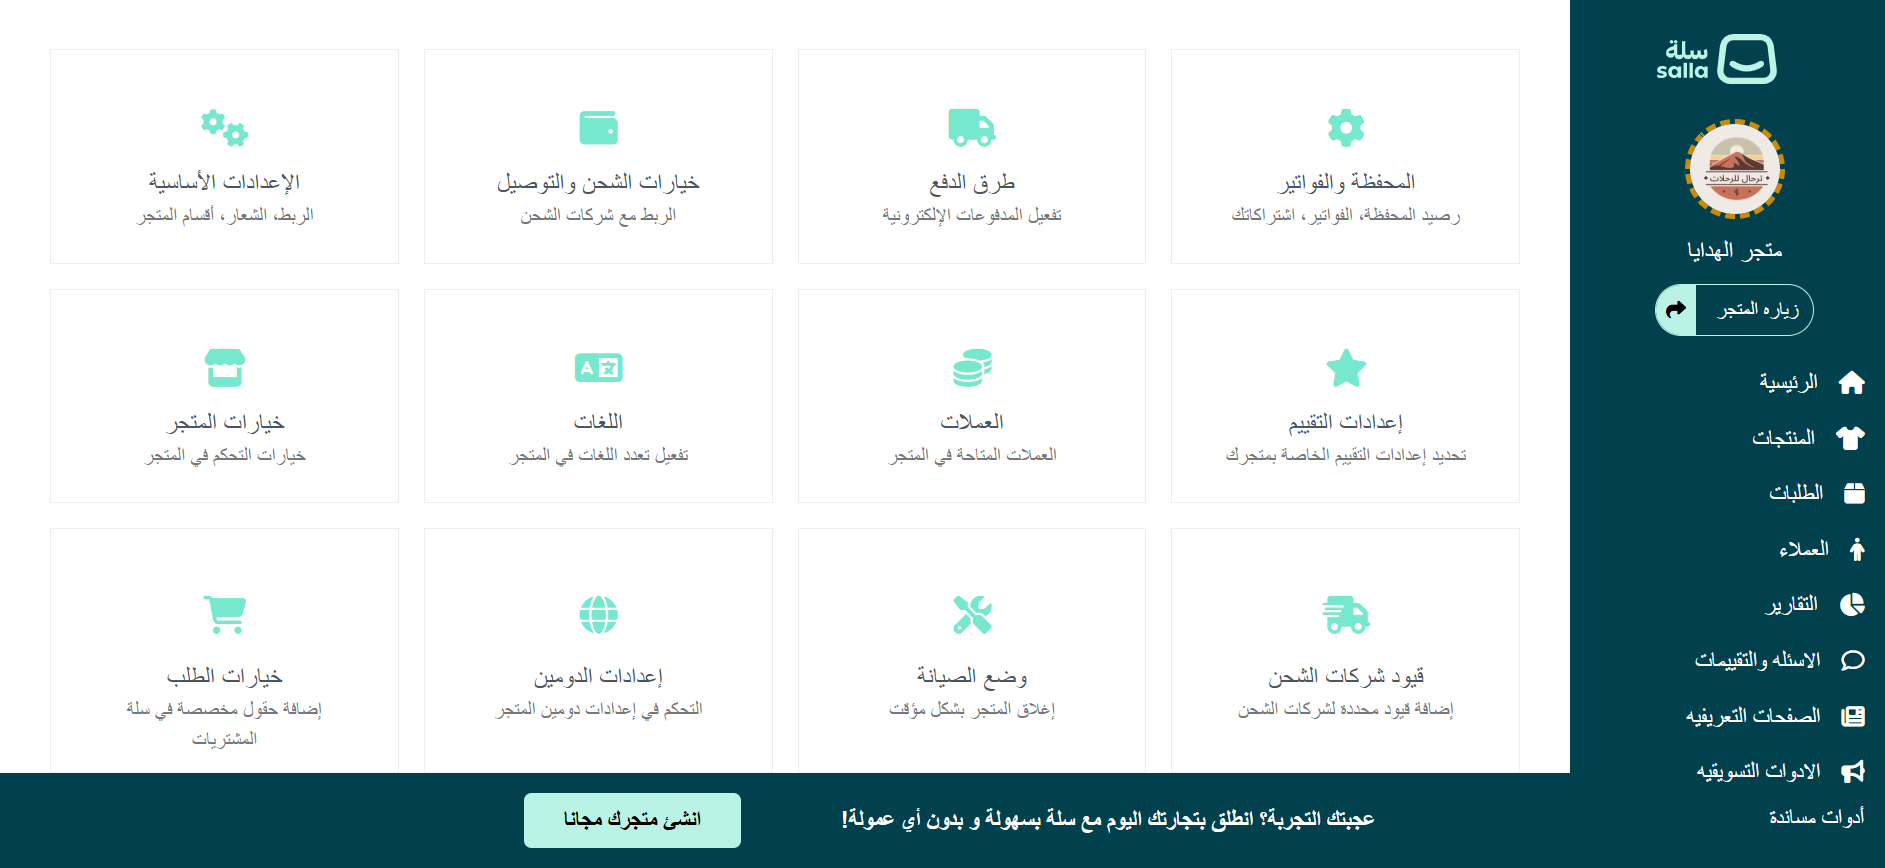 سلة
salla
ترحال للرحلات
متجر الهدايا
زياره المتجر
الرئيسية
المنتجات
الطلبات
العملاء
التقارير
الاسئله والتقييمات
الصفحات التعريفيه
الادوات التسويقيه
أدوات مساندة
المحفظة والفواتير
رصيد المحفظة، الفواتير، اشتراكاتك
طرق الدفع
تفعيل المدفوعات الإلكترونية
خيارات الشحن والتوصيل
الربط مع شركات الشحن
الإعدادات الأساسية
الربط، الشعار، أقسام المتجر
إعدادات التقييم
تحديد إعدادات التقييم الخاصة بمتجرك
العملات
العملات المتاحة في المتجر
اللغات
تفعيل تعدد اللغات في المتجر
خيارات المتجر
خيارات التحكم في المتجر
قيود شركات الشحن
إضافة قيود محددة لشركات الشحن
وضع الصيانة
إغلاق المتجر بشكل مؤقت
إعدادات الدومين
التحكم في إعدادات دومين المتجر
خيارات الطلب
إضافة حقول مخصصة في سلة
المشتريات
عجبتك التجربة؟ انطلق بتجارتك اليوم مع سلة بسهولة و بدون أي عمولة!
انشئ متجرك مجانا